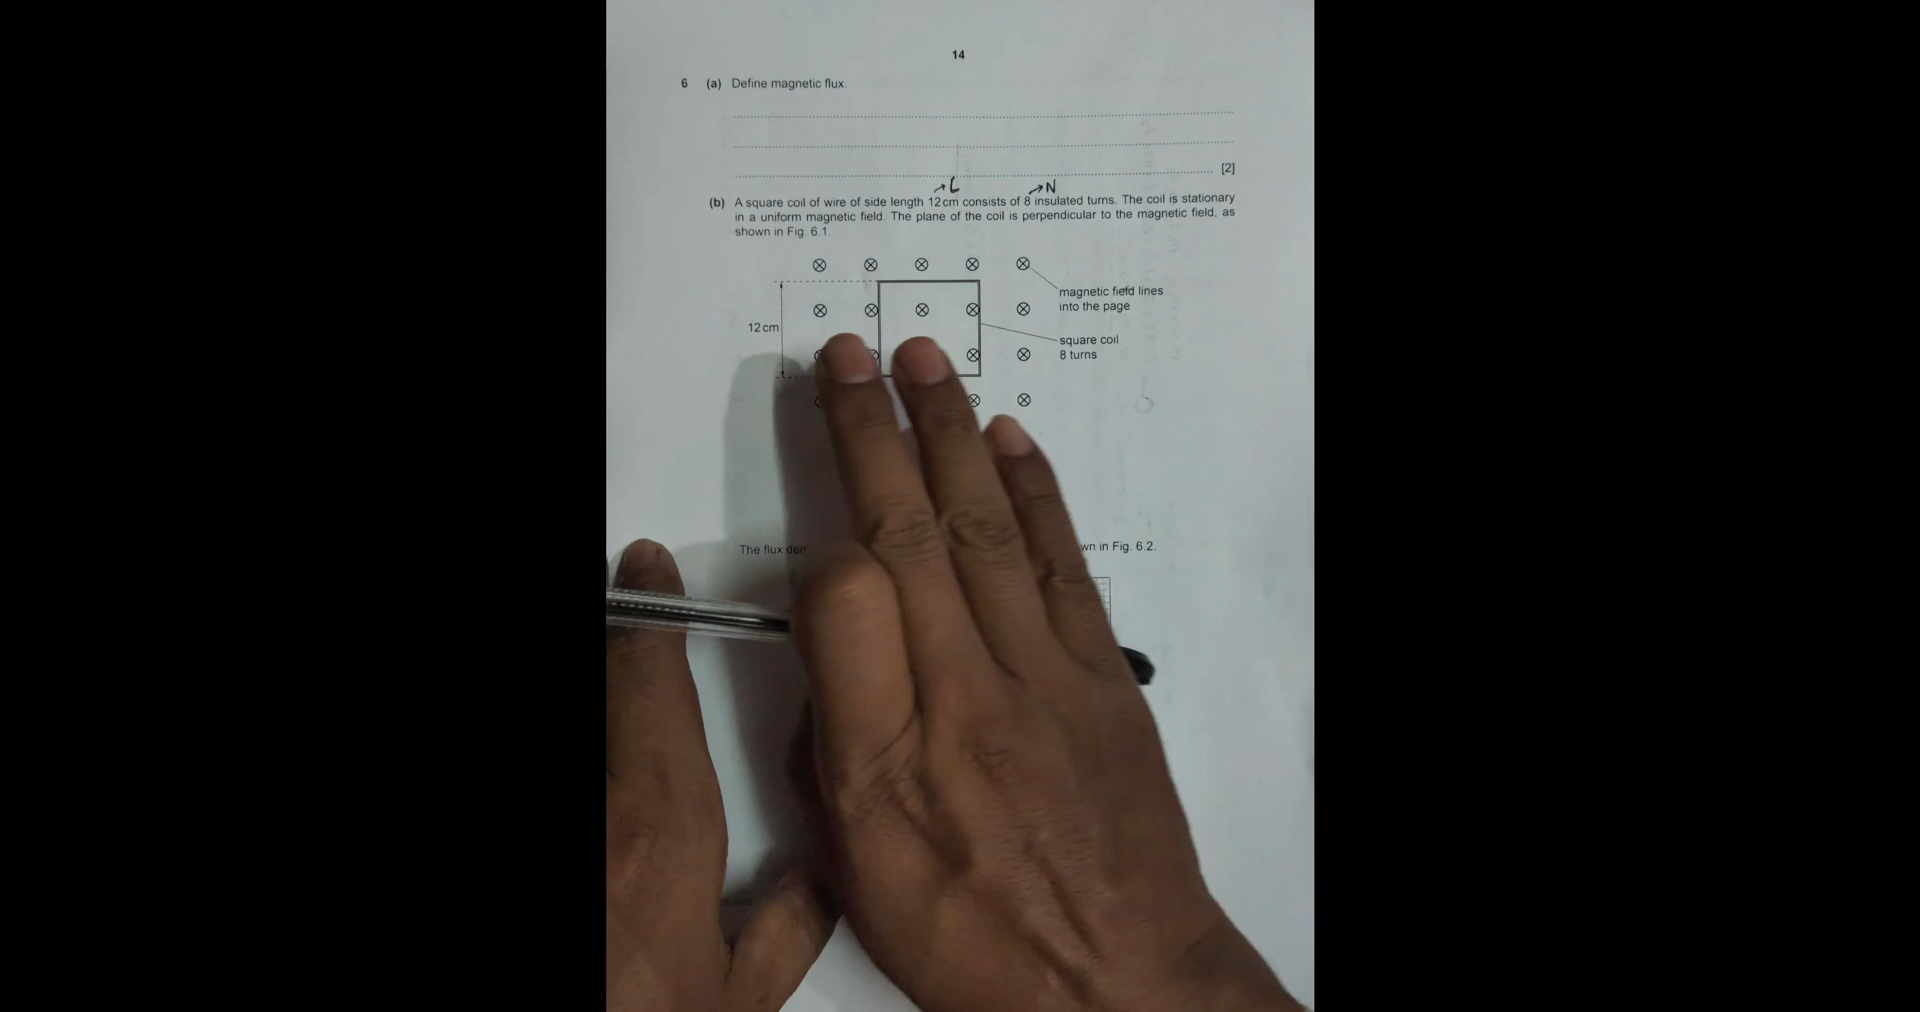 14
6 (a) Define magnetic flux.
[2]
→ L → N
(b) A square coil of wire of side length 12 cm consists of 8 insulated turns. The coil is stationary
in a uniform magnetic field. The plane of the coil is perpendicular to the magnetic field, as
shown in Fig. 6.1.
magnetic field lines
into the page
12 cm
square coil
8 turns
The flux
in Fig. 6.2.